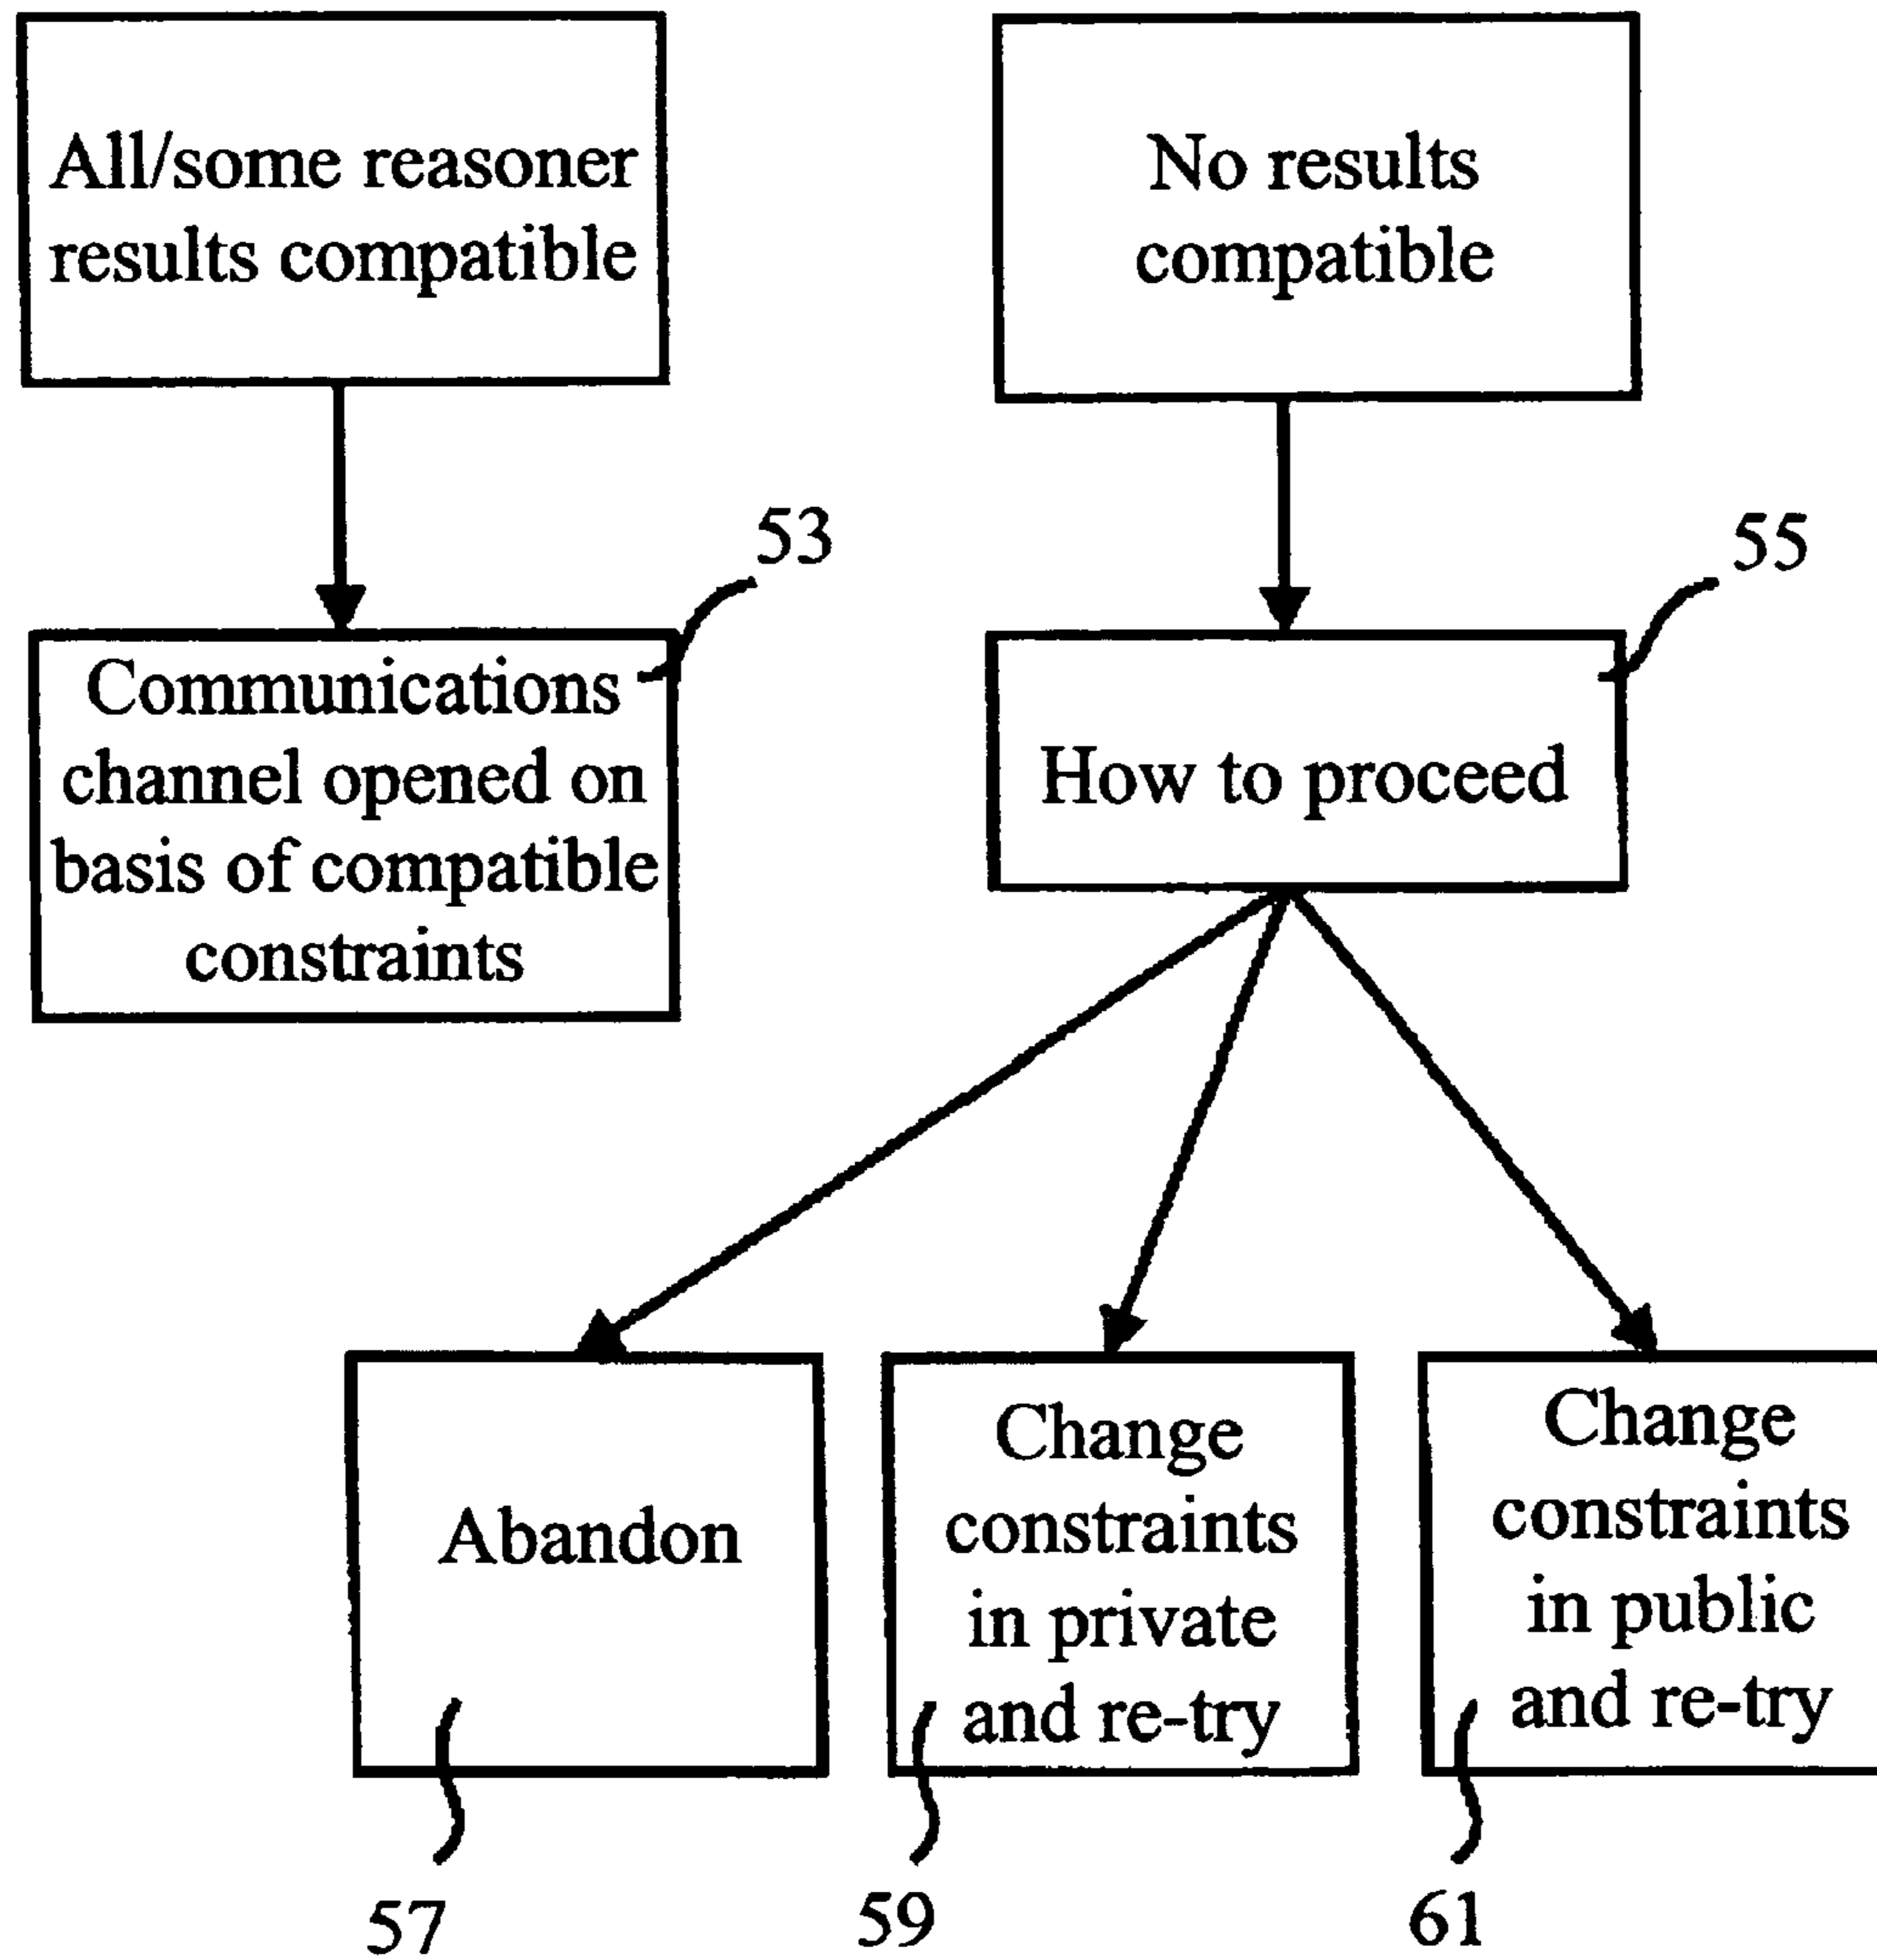 All/some reasoner
results compatible
No results
compatible
53
55
Communications
channel opened on
basis of compatible
constraints
How to proceed
Abandon
Change
constraints
in private
and re-try
Change
constraints
in public
and re-try
57
59
61